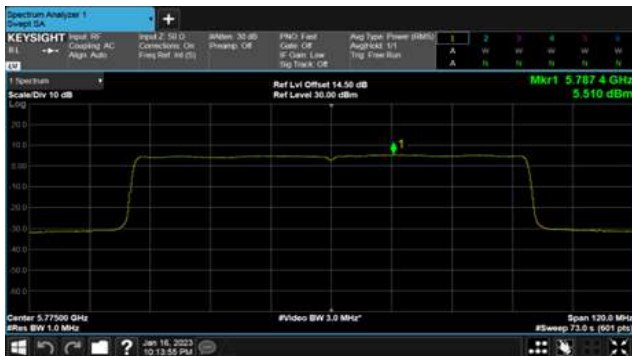 Spectrum Analyzer 1
Swept SA
+
KEYSIGHT Input: RF Input Z: 50 Ω #Atten: 30 dB PNO: Fast Avg Type: Power (RMS) 1 2 3 4 5 6
RL Coupling: AC Corrections: On Preamp: Off Gate: Off Avg|Hold: 1/1 A W W W W W
Align: Auto Freq Ref: Int (S) IF Gain: Low Trig: Free Run
Sig Track: Off A N N N N N
1 Spectrum Ref Lvl Offset 14.50 dB Mkr1 5.787 4 GHz
Scale/Div 10 dB Ref Level 30.00 dBm 5.510 dBm
Log
20.0
10.0
1
0.00
-10.0
-20.0
-30.0
-40.0
-50.0
-60.0
Center 5.77500 GHz #Video BW 3.0 MHz* Span 120.0 MHz
#Res BW 1.0 MHz #Sweep 73.0 s (601 pts)
? Jan 16, 2023
10:13:55 PM